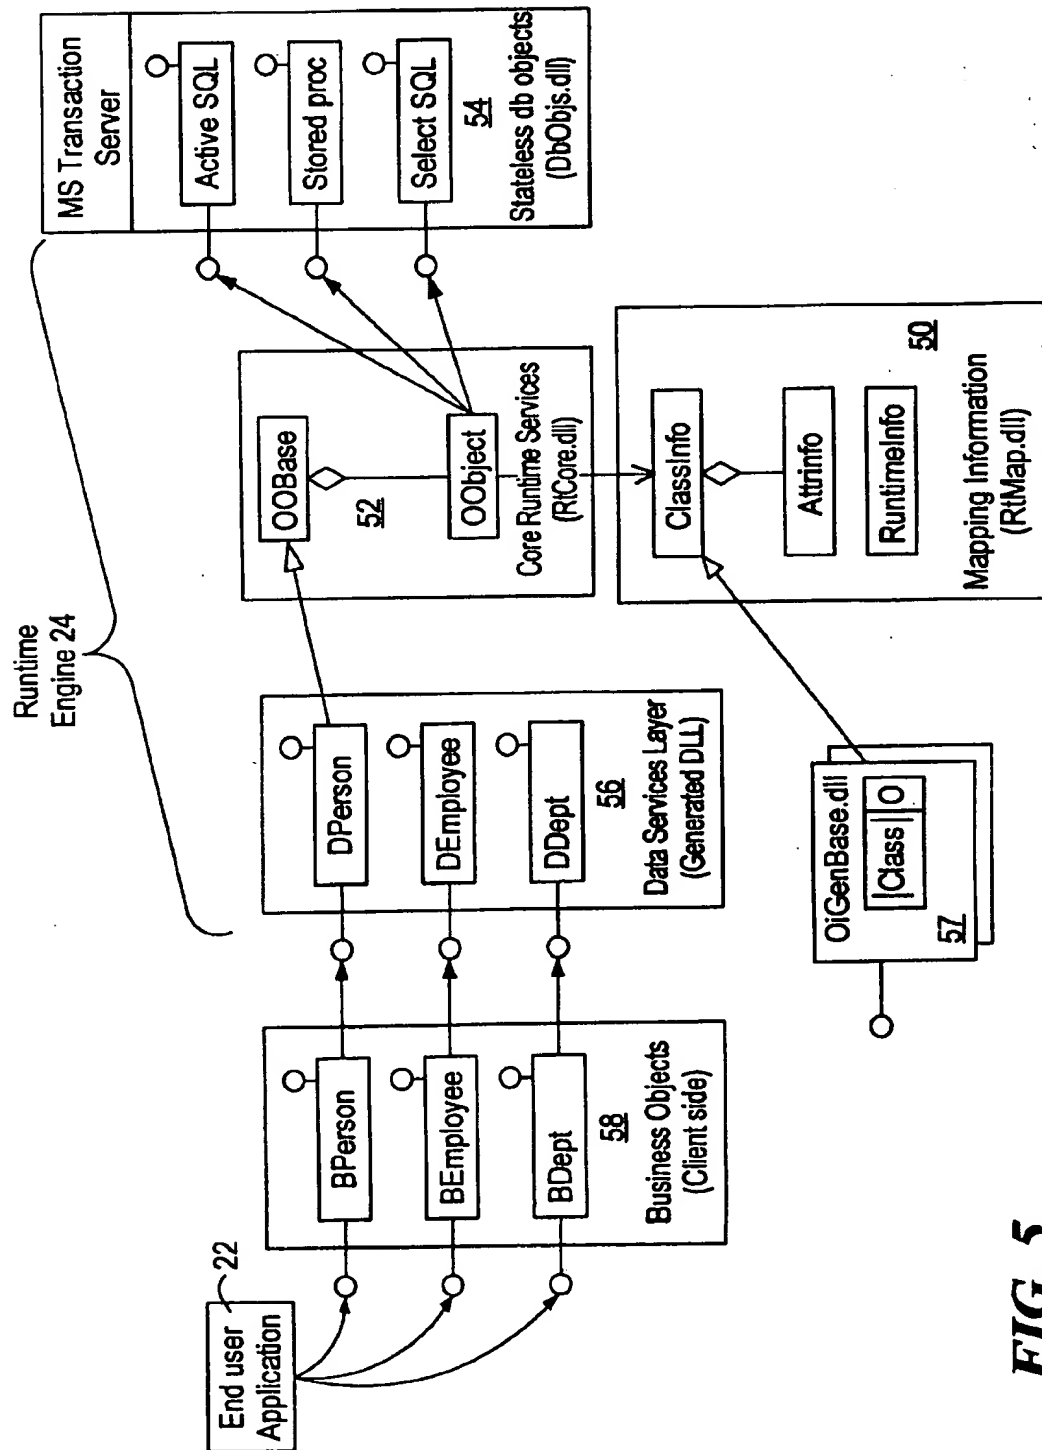 End user
Application
22
BPerson
BEmployee
BDept
58
Business Objects
(Client side)
Runtime
Engine 24
DPerson
DEmployee
DDept
56
Data Services Layer
(Generated DLL)
OiGenBase.dll
|Class|
O
57
OOBase
52
OObject
Core Runtime Services
(RtCore.dll)
ClassInfo
Attrinfo
RuntimeInfo
50
Mapping Information
(RtMap.dll)
MS Transaction
Server
Active SQL
Stored proc
Select SQL
54
Stateless db objects
(DbObjs.dll)
FIG. 5